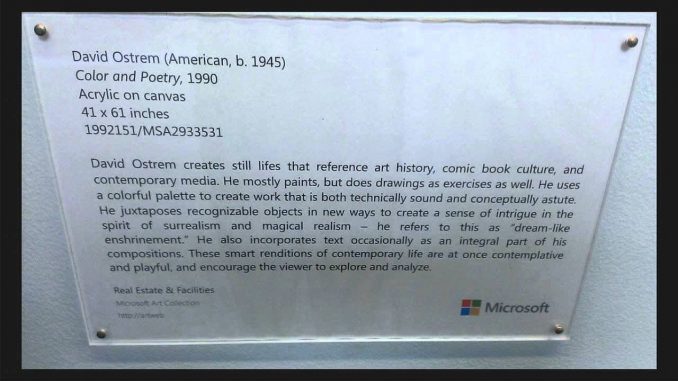 David Ostrem (American, b. 1945)
Color and Poetry, 1990
Acrylic on canvas
41 x 61 inches
1992151/MSA2933531
David Ostrem creates still lifes that reference art history, comic book culture, and
contemporary media. He mostly paints, but does drawings as exercises as well. He uses
a colorful palette to create work that is both technically sound and conceptually astute.
He juxtaposes recognizable objects in new ways to create a sense of intrigue in the
spirit of surrealism and magical realism – he refers to this as “dream-like
enshrinement.” He also incorporates text occasionally as an integral part of his
compositions. These smart renditions of contemporary life are at once contemplative
and playful, and encourage the viewer to explore and analyze.
Real Estate & Facilities
Microsoft Art Collection
http://artweb
Microsoft